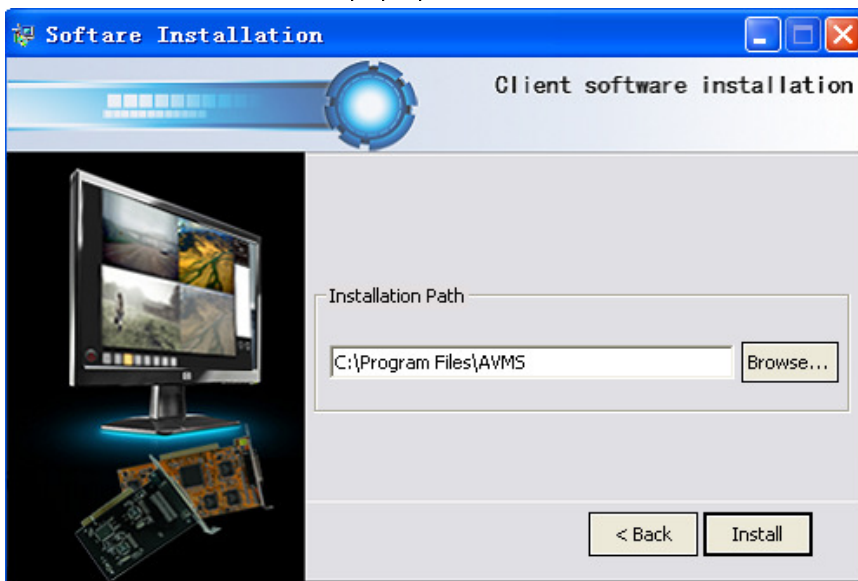 Softare Installation
Client software installation
Installation Path
C:\Program Files\AVMS
Browse...
< Back
Install